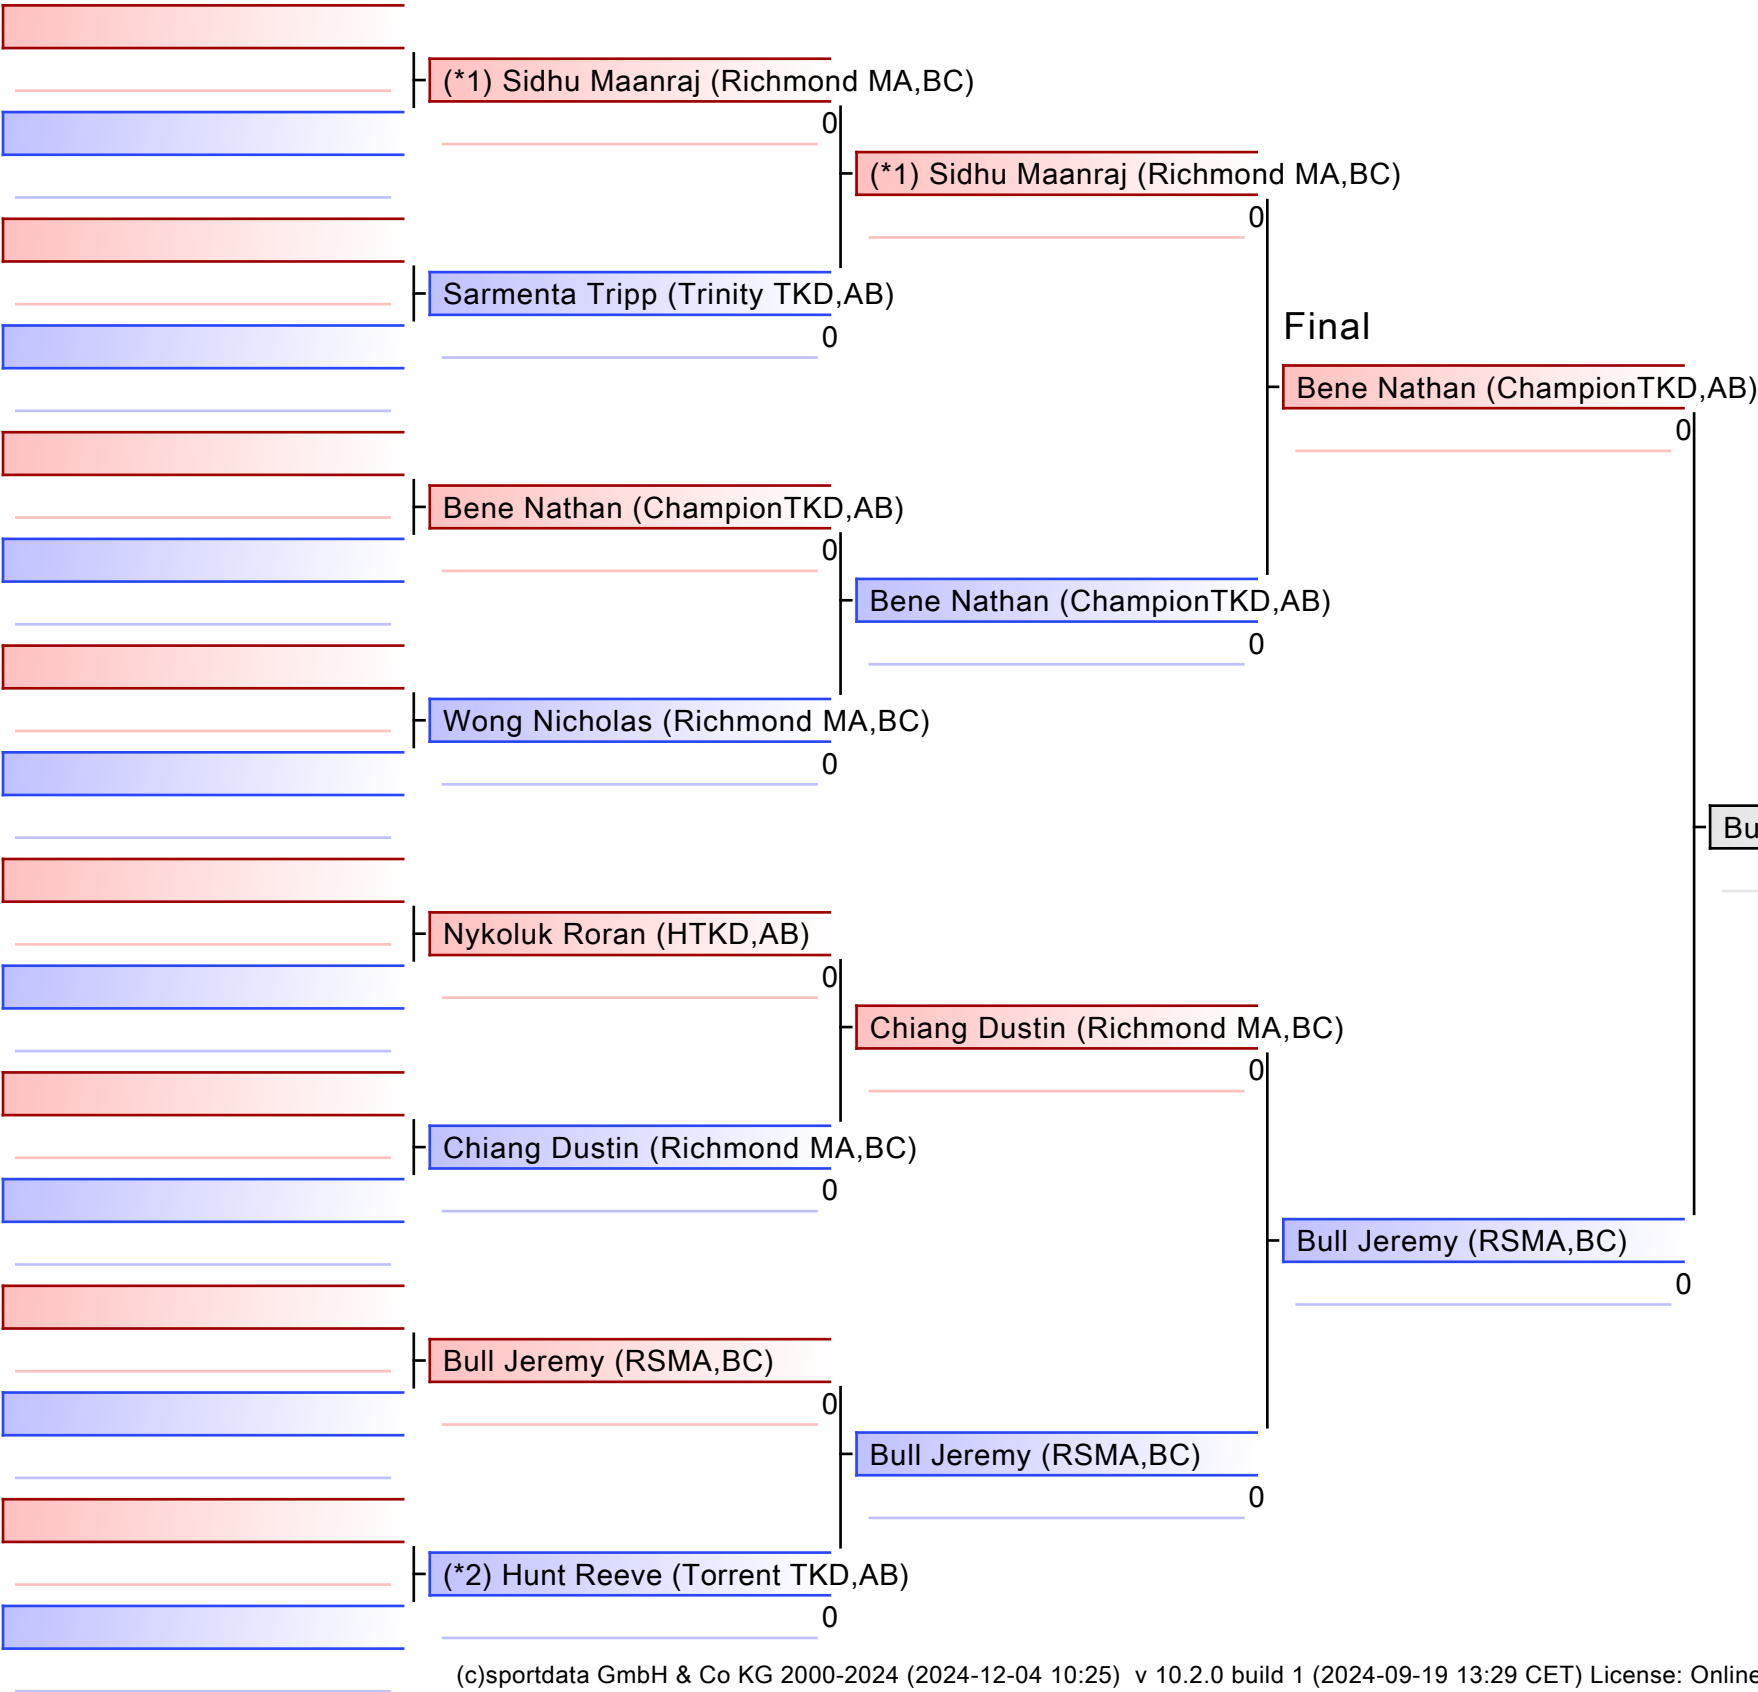 (*1) Sidhu Maanraj (Richmond MA,BC)
0
(*1) Sidhu Maanraj (Richmond MA,BC)
0
Sarmenta Tripp (Trinity TKD,AB)
0
Final
Bene Nathan (ChampionTKD,AB)
0
Bene Nathan (ChampionTKD,AB)
0
Bene Nathan (ChampionTKD,AB)
0
Wong Nicholas (Richmond MA,BC)
0
Bu
Nykoluk Roran (HTKD,AB)
0
Chiang Dustin (Richmond MA,BC)
0
Chiang Dustin (Richmond MA,BC)
0
Bull Jeremy (RSMA,BC)
0
Bull Jeremy (RSMA,BC)
0
Bull Jeremy (RSMA,BC)
0
(*2) Hunt Reeve (Torrent TKD,AB)
0
(c)sportdata GmbH & Co KG 2000-2024 (2024-12-04 10:25) v 10.2.0 build 1 (2024-09-19 13:29 CET) License: Online